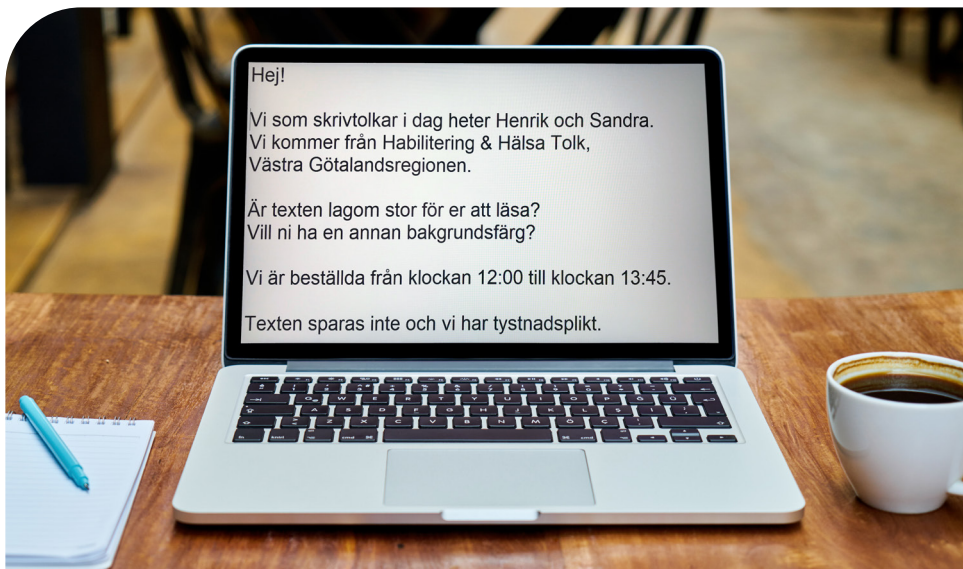 Hej!
Vi som skrivtolkar i dag heter Henrik och Sandra.
Vi kommer från Habilitering & Hälsa Tolk,
Västra Götalandsregionen.
Är texten lagom stor för er att läsa?
Vill ni ha en annan bakgrundsfärg?
Vi är beställda från klockan 12:00 till klockan 13:45.
Texten sparas inte och vi har tystnadsplikt.